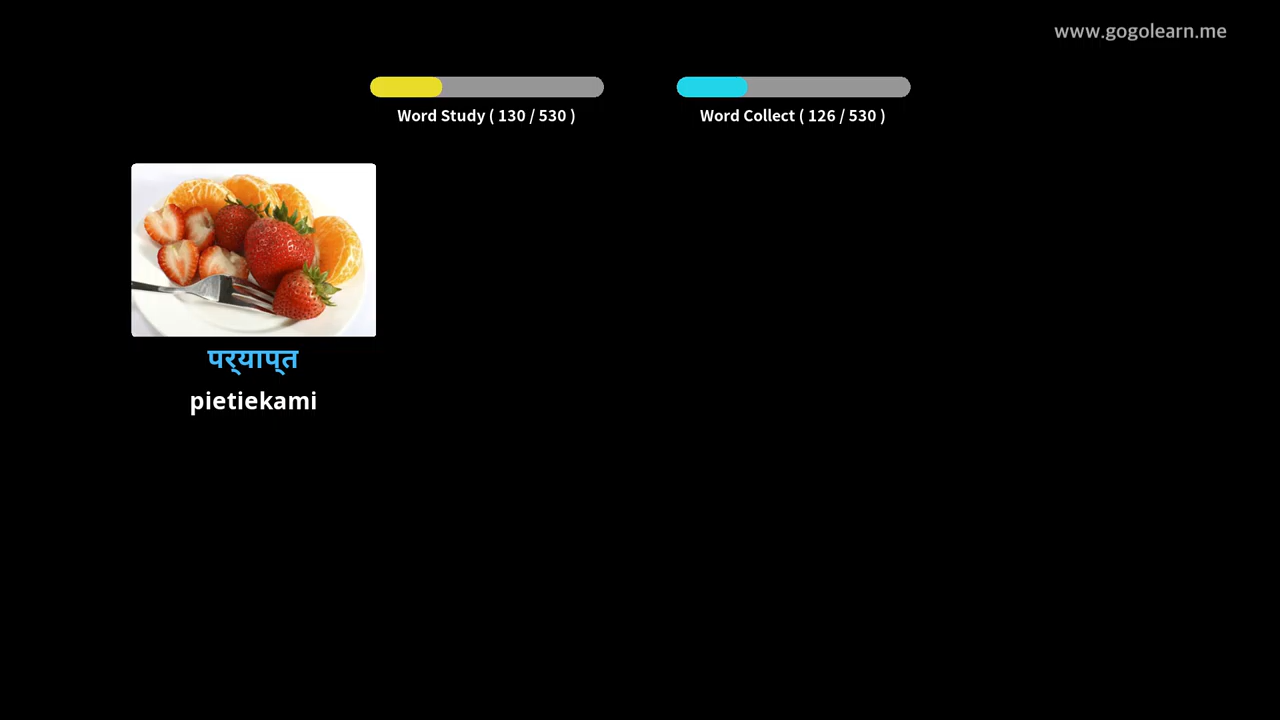 www.gogolearn.me
Word Study ( 130 / 530 )
Word Collect ( 126 / 530 )
पर्याप्त
pietiekami